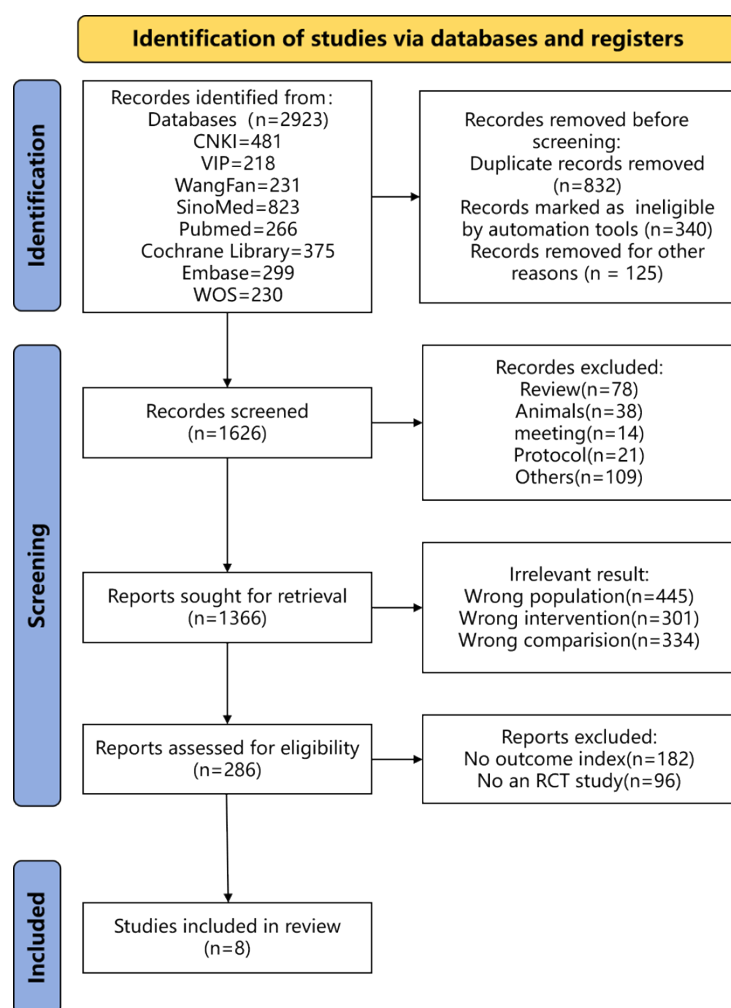 Identification of studies via databases and registers
Identification
Recordes identified from:
Databases (n=2923)
CNKI=481
VIP=218
WangFan=231
SinoMed=823
Pubmed=266
Cochrane Library=375
Embase=299
WOS=230
Recordes removed before
screening:
Duplicate records removed
(n=832)
Records marked as ineligible
by automation tools (n=340)
Records removed for other
reasons (n = 125)
Screening
Recordes screened
(n=1626)
Recordes excluded:
Review(n=78)
Animals(n=38)
meeting(n=14)
Protocol(n=21)
Others(n=109)
Reports sought for retrieval
(n=1366)
Irrelevant result:
Wrong population(n=445)
Wrong intervention(n=301)
Wrong comparision(n=334)
Reports assessed for eligibility
(n=286)
Reports excluded:
No outcome index(n=182)
No an RCT study(n=96)
Included
Studies included in review
(n=8)